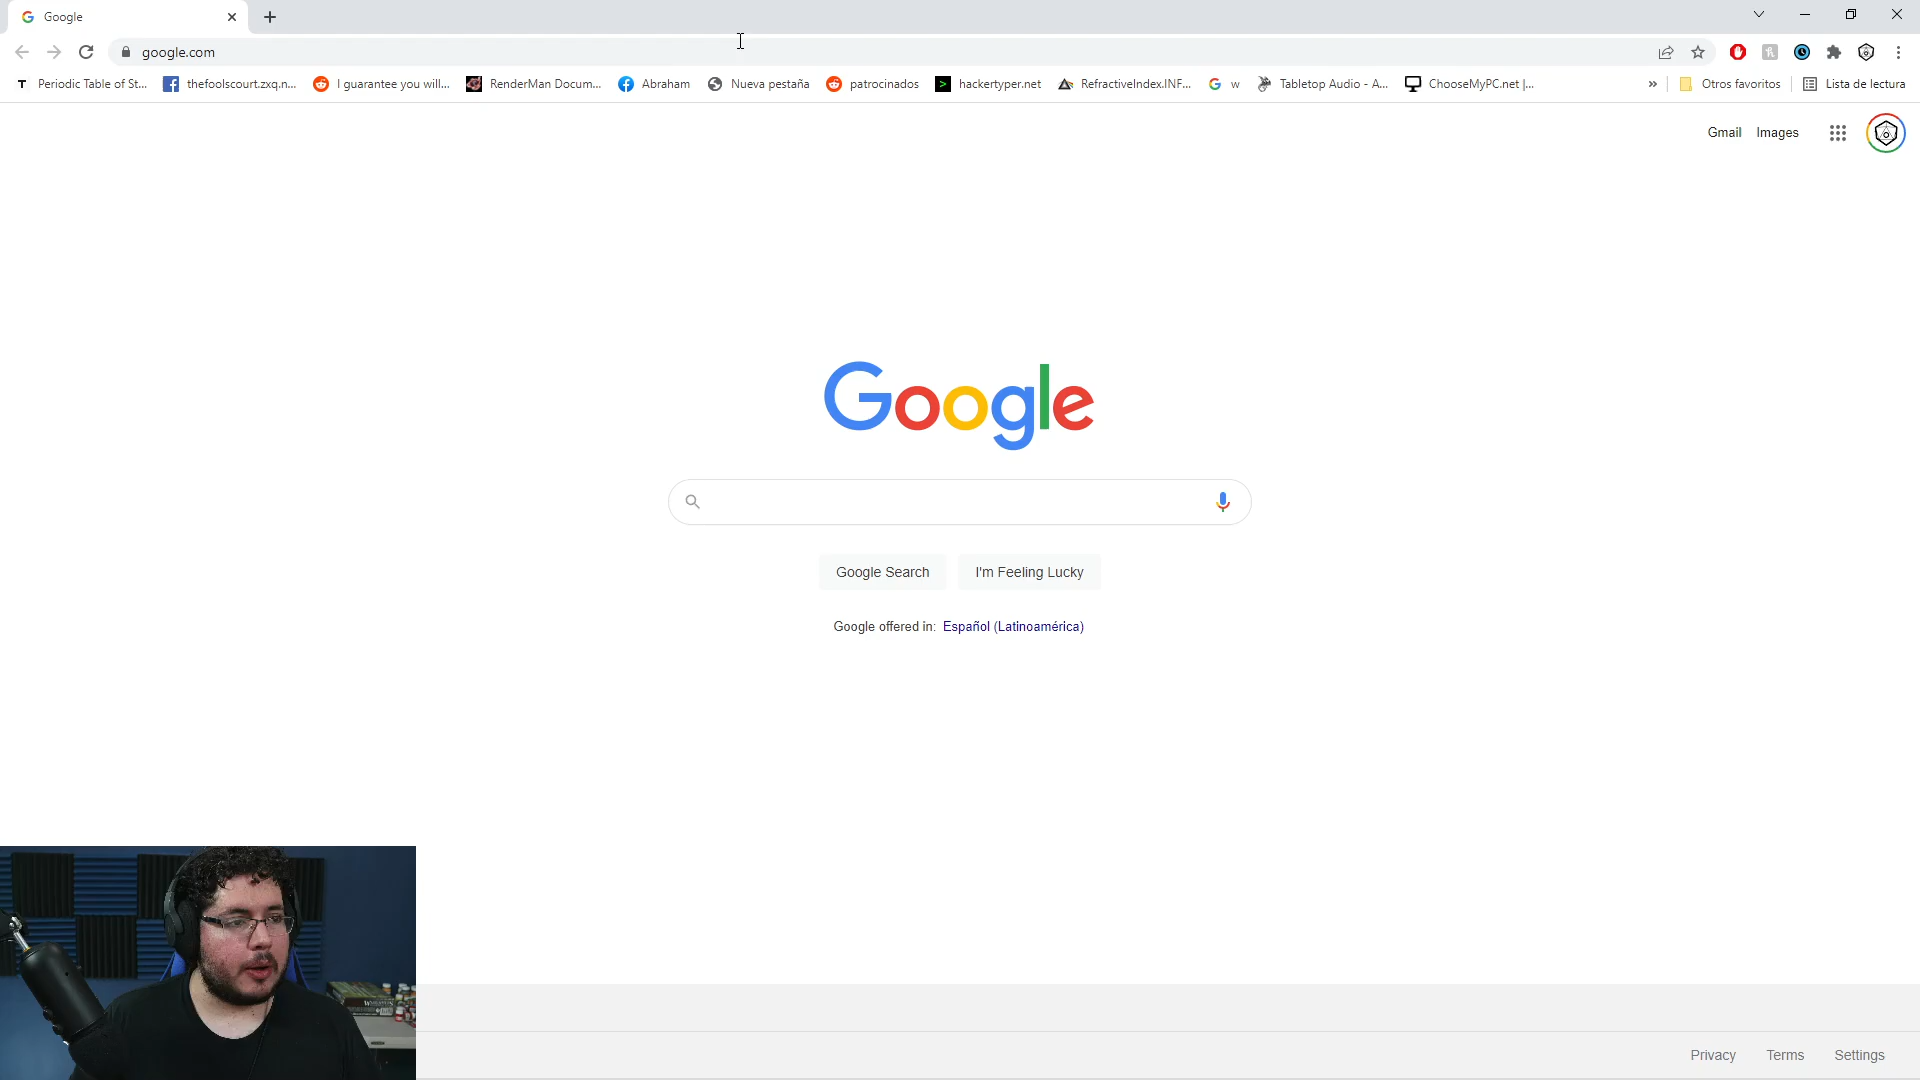 Google
google.com
Periodic Table of St... thefoolscourt.zxq.n... I guarantee you will... RenderMan Docum... Abraham Nueva pestaña patrocinados hackertyper.net RefractiveIndex.INF... w Tabletop Audio - A... ChooseMyPC.net |... » Otros favoritos Lista de lectura
Gmail Images
Google
Google Search I'm Feeling Lucky
Google offered in: Español (Latinoamérica)
Privacy Terms Settings